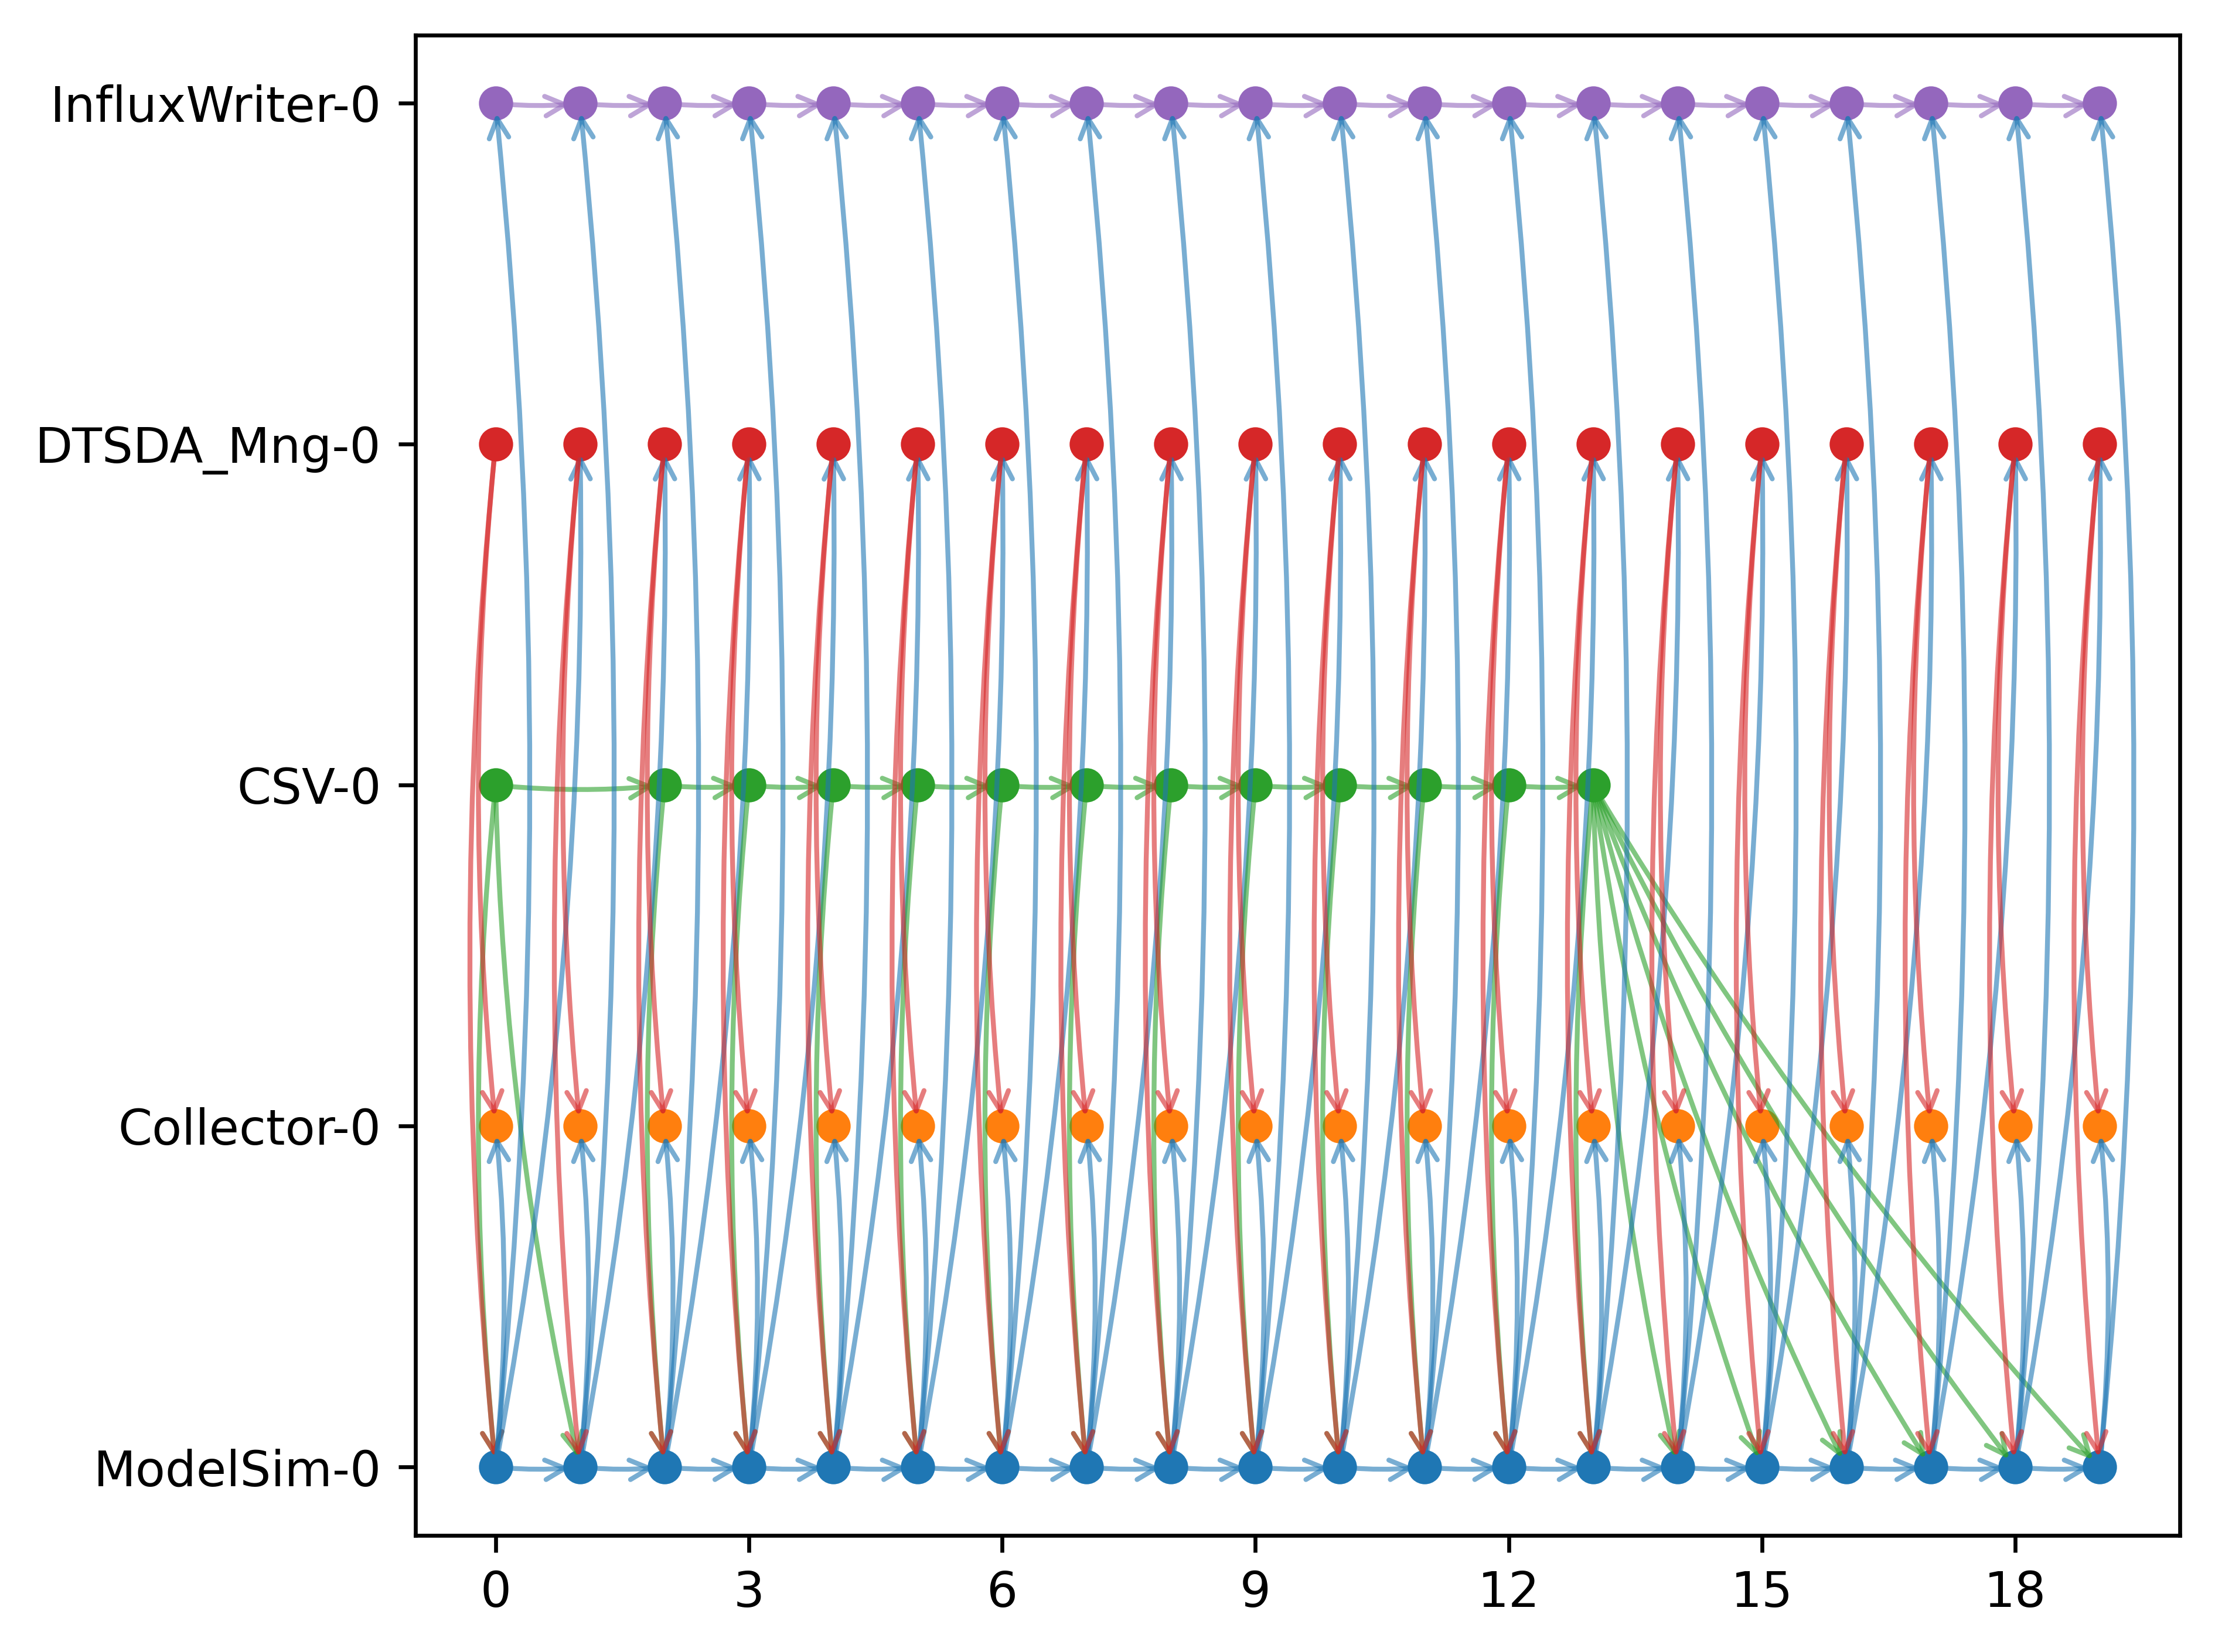 InfluxWriter-0
DTSDA_Mng-0
CSV-0
Collector-0
ModelSim-0
0 3 6 9 12 15 18